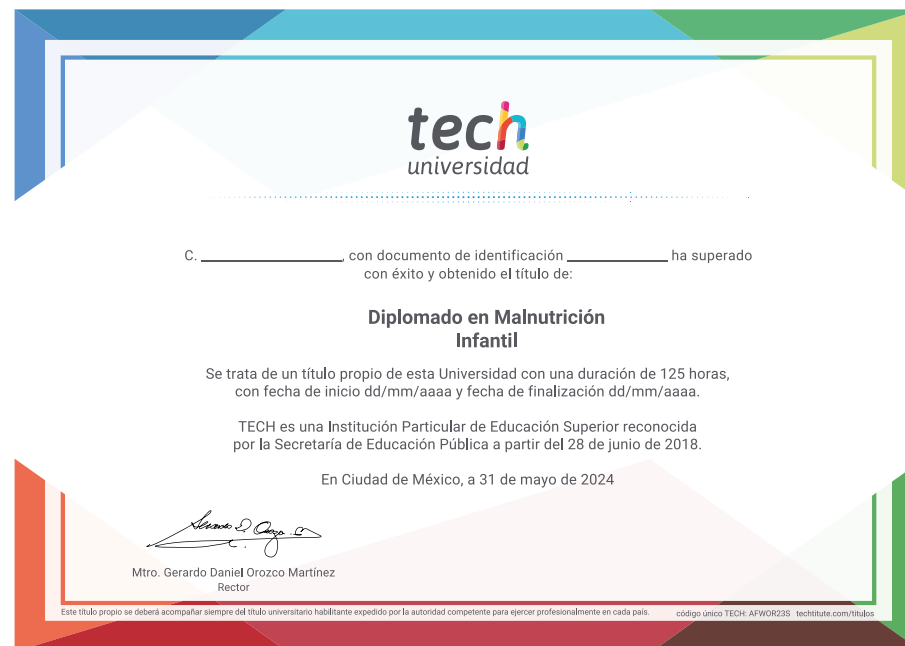 tech
universidad
C. ________________, con documento de identificación ____________ ha superado
con éxito y obtenido el título de:
Diplomado en Malnutrición
Infantil
Se trata de un título propio de esta Universidad con una duración de 125 horas,
con fecha de inicio dd/mm/aaaa y fecha de finalización dd/mm/aaaa.
TECH es una Institución Particular de Educación Superior reconocida
por la Secretaría de Educación Pública a partir del 28 de junio de 2018.
En Ciudad de México, a 31 de mayo de 2024
Mtro. Gerardo Daniel Orozco Martínez
Rector
Este título propio se deberá acompañar siempre del título universitario habilitante expedido por la autoridad competente para ejercer profesionalmente en cada país. código único TECH: AFWOR23S techtitute.com/titulos